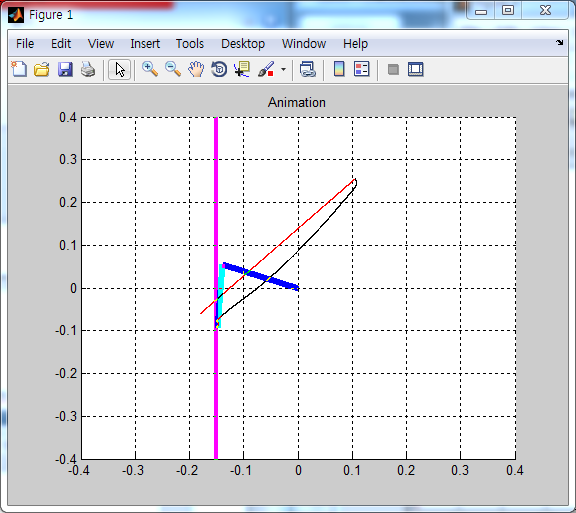 Figure 1
File Edit View Insert Tools Desktop Window Help
Animation
0.4
0.3
0.2
0.1
0
-0.1
-0.2
-0.3
-0.4
-0.4 -0.3 -0.2 -0.1 0 0.1 0.2 0.3 0.4